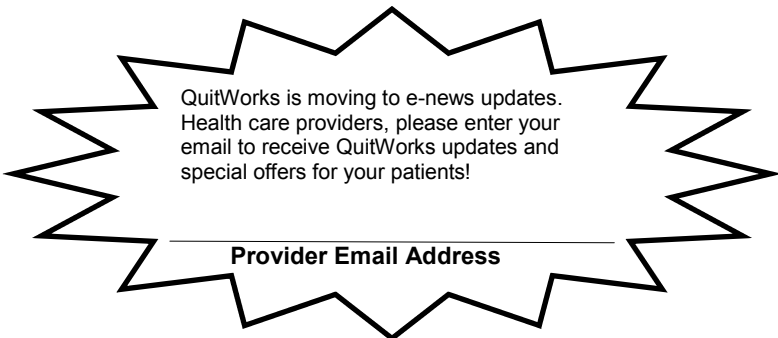 QuitWorks is moving to e-news updates.
Health care providers, please enter your
email to receive QuitWorks updates and
special offers for your patients!
Provider Email Address